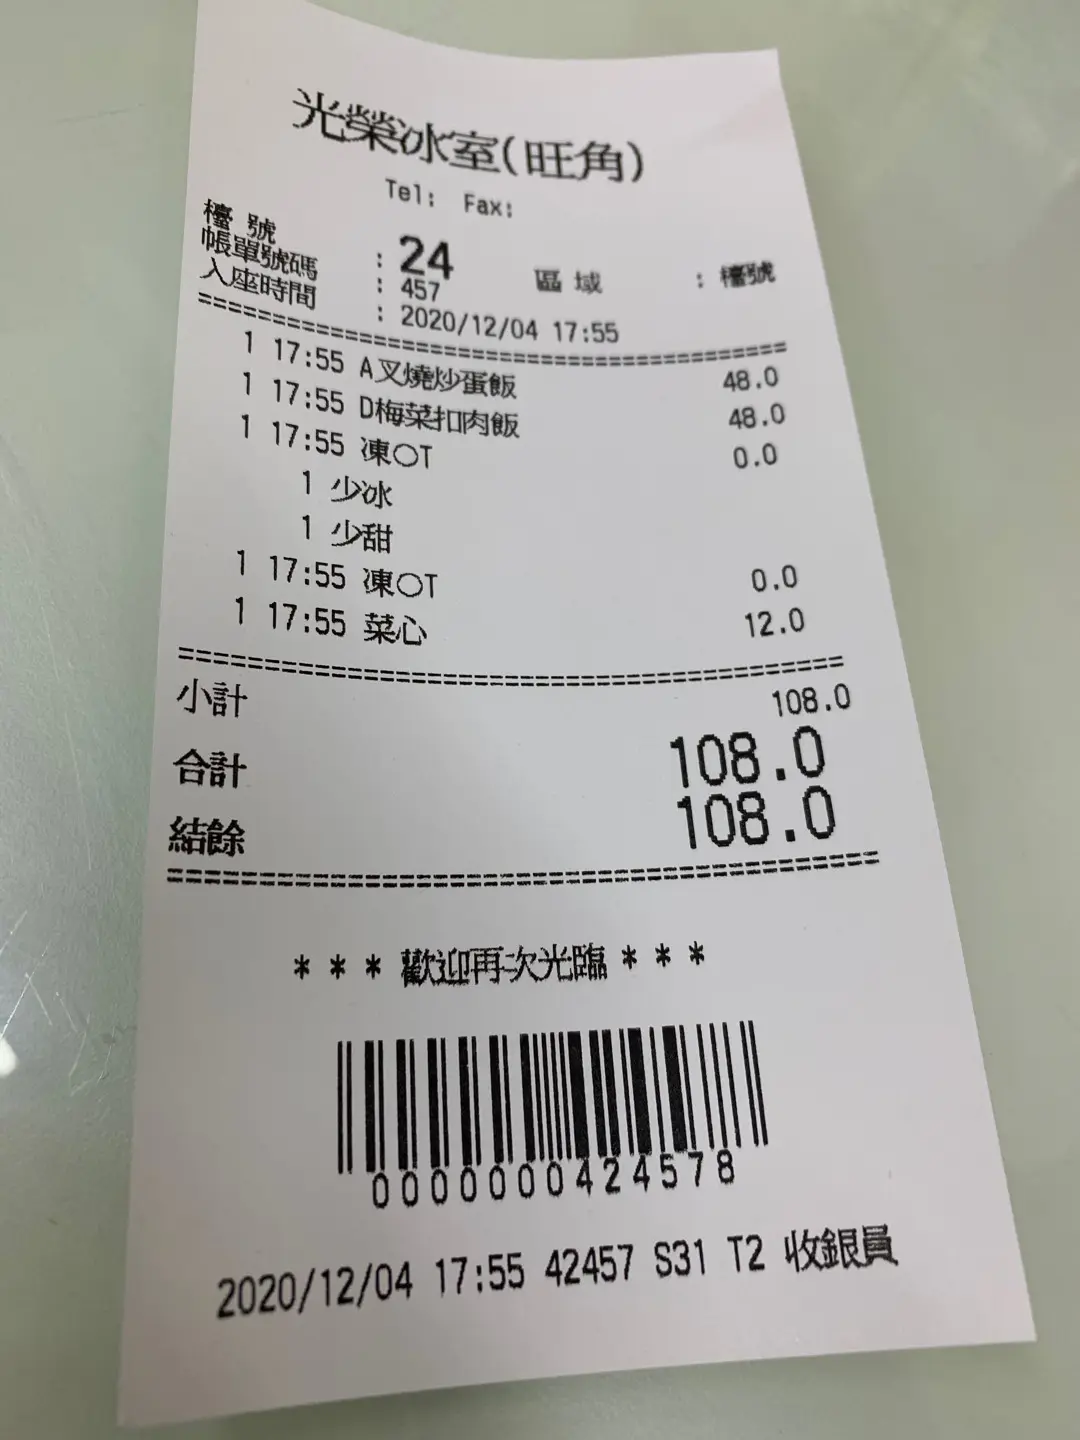 光榮冰室(旺角)
Tel: Fax:
檯 號 : 24 區 域 : 檯號
帳單號碼 : 457
入座時間 : 2020/12/04 17:55
1 17:55 A叉燒炒蛋飯 48.0
1 17:55 D梅菜扣肉飯 48.0
1 17:55 凍○T 0.0
1 少冰
1 少甜
1 17:55 凍○T 0.0
1 17:55 菜心 12.0
小計 108.0
合計 108.0
結餘 108.0
* * * 歡迎再次光臨 * * *
0000000424578
2020/12/04 17:55 42457 S31 T2 收銀員